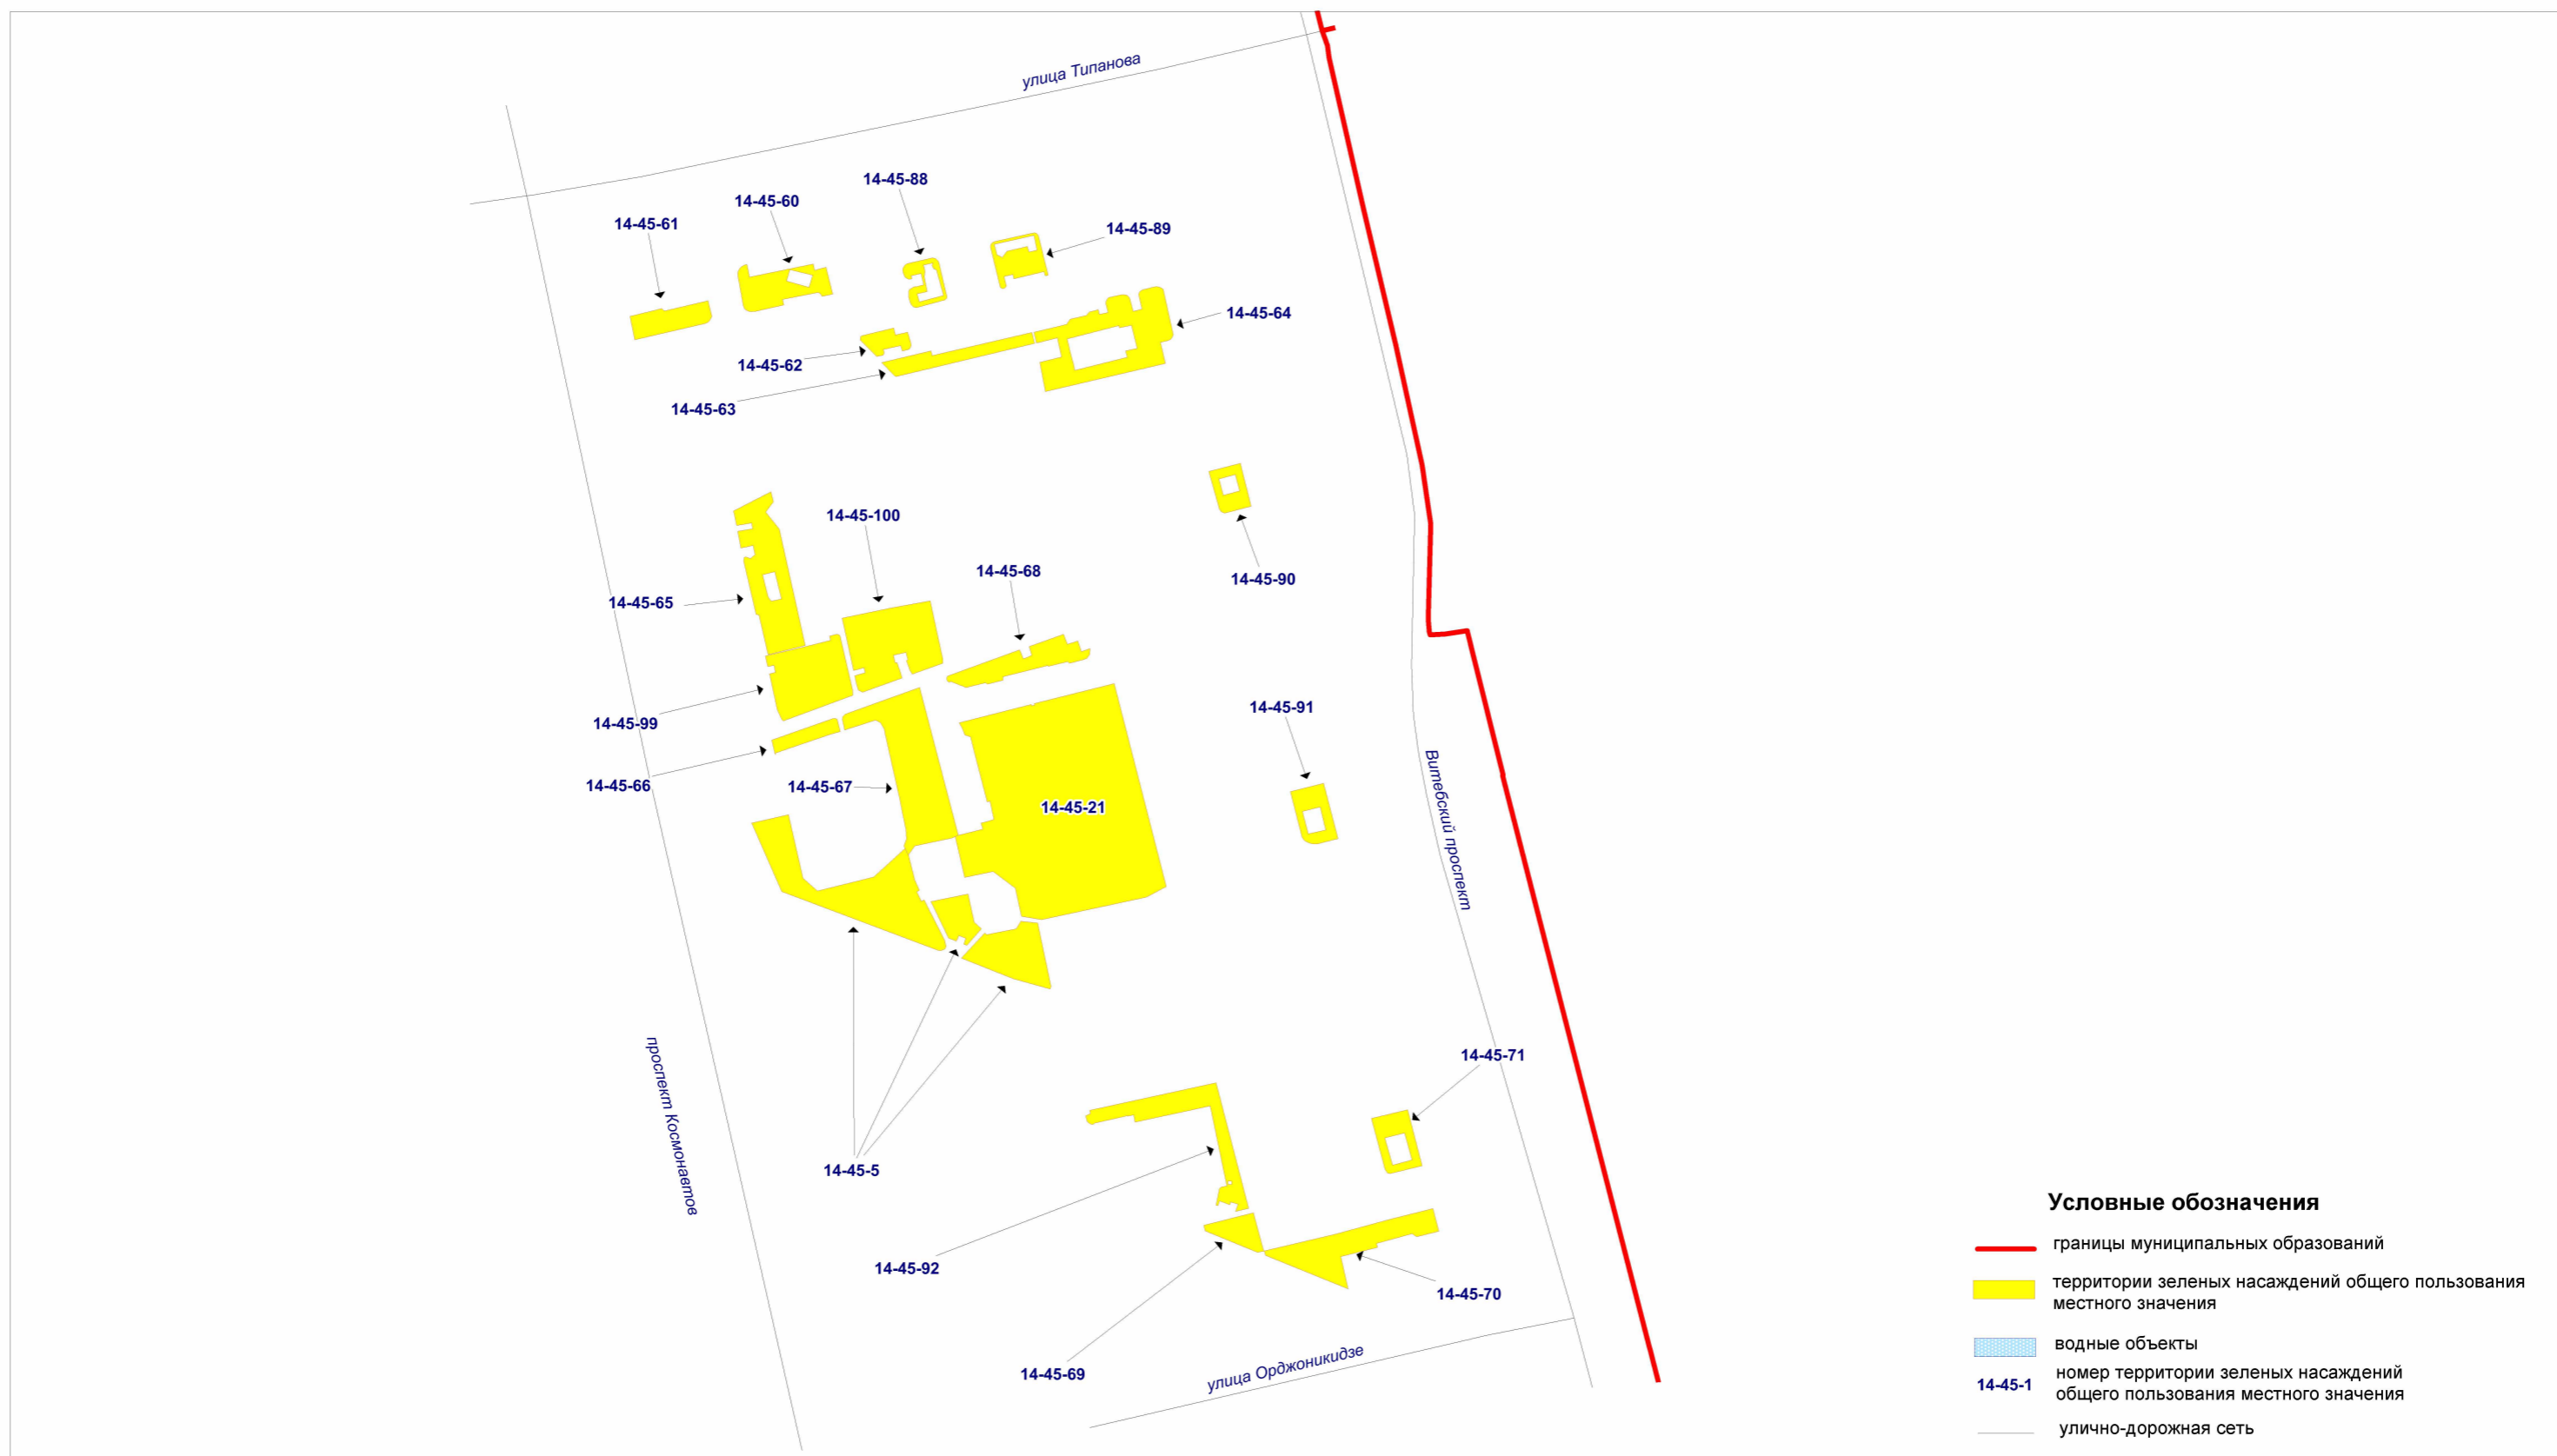 улица Типанова
14-45-88
14-45-60
14-45-61
14-45-89
14-45-64
14-45-62
14-45-63
14-45-100
14-45-68
14-45-90
14-45-65
14-45-99
14-45-91
14-45-66
14-45-67
14-45-21
Витебский проспект
14-45-71
проспект Космонавтов
14-45-5
14-45-92
14-45-70
14-45-69
улица Орджоникидзе
Условные обозначения
границы муниципальных образований
территории зеленых насаждений общего пользования
местного значения
водные объекты
14-45-1
номер территории зеленых насаждений
общего пользования местного значения
улично-дорожная сеть